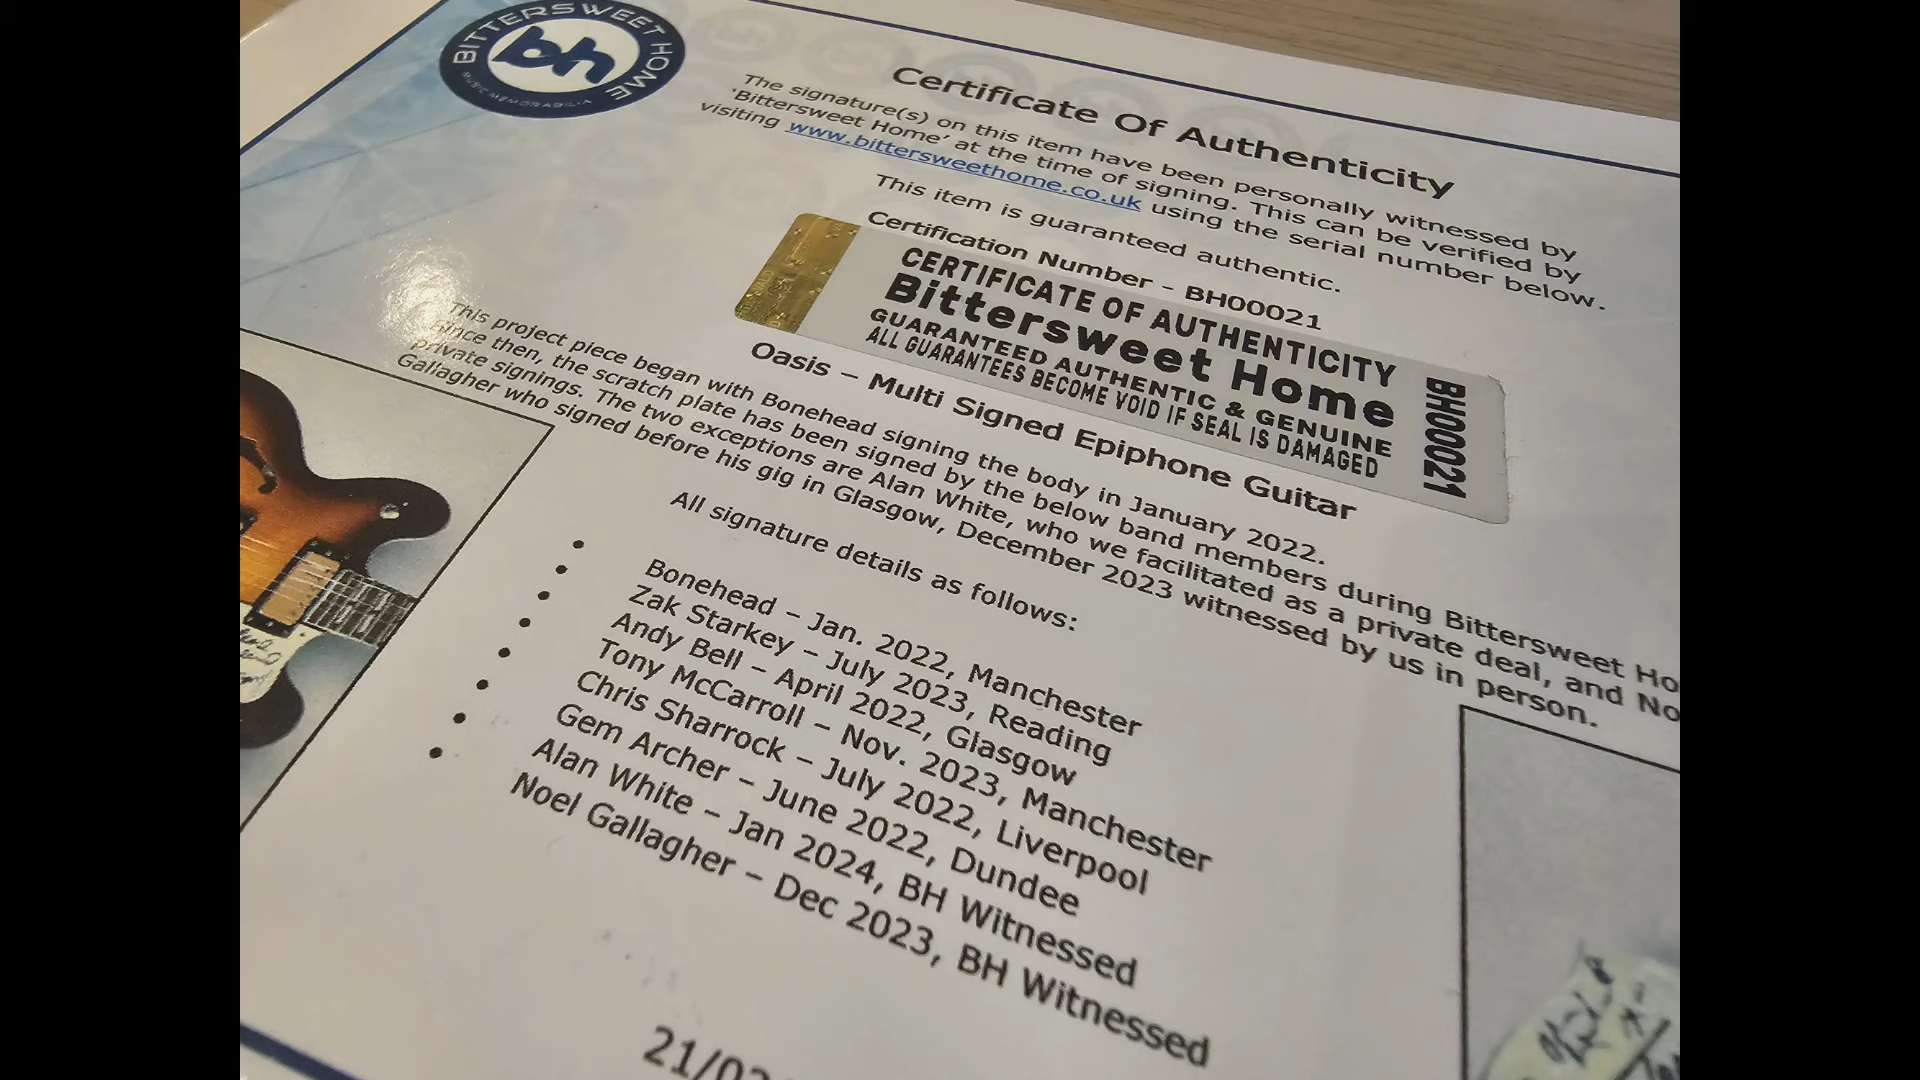 BITTERSWEET HOME
bh
MUSIC MEMORABILIA
Certificate Of Authenticity
The signature(s) on this item have been personally witnessed by
'Bittersweet Home' at the time of signing. This can be verified by
visiting www.bittersweethome.co.uk using the serial number below.
This item is guaranteed authentic.
Certification Number - BH00021
CERTIFICATE OF AUTHENTICITY
Bittersweet Home
GUARANTEED AUTHENTIC & GENUINE
ALL GUARANTEES BECOME VOID IF SEAL IS DAMAGED
BH00021
Oasis – Multi Signed Epiphone Guitar
This project piece began with Bonehead signing the body in January 2022.
Since then, the scratch plate has been signed by the below band members during Bittersweet Ho
private signings. The two exceptions are Alan White, who we facilitated as a private deal, and No
Gallagher who signed before his gig in Glasgow, December 2023 witnessed by us in person.
All signature details as follows:
• Bonehead – Jan. 2022, Manchester
• Zak Starkey – July 2023, Reading
• Andy Bell – April 2022, Glasgow
• Tony McCarroll – Nov. 2023, Manchester
• Chris Sharrock – July 2022, Liverpool
• Gem Archer – June 2022, Dundee
• Alan White – Jan 2024, BH Witnessed
• Noel Gallagher – Dec 2023, BH Witnessed
21/02